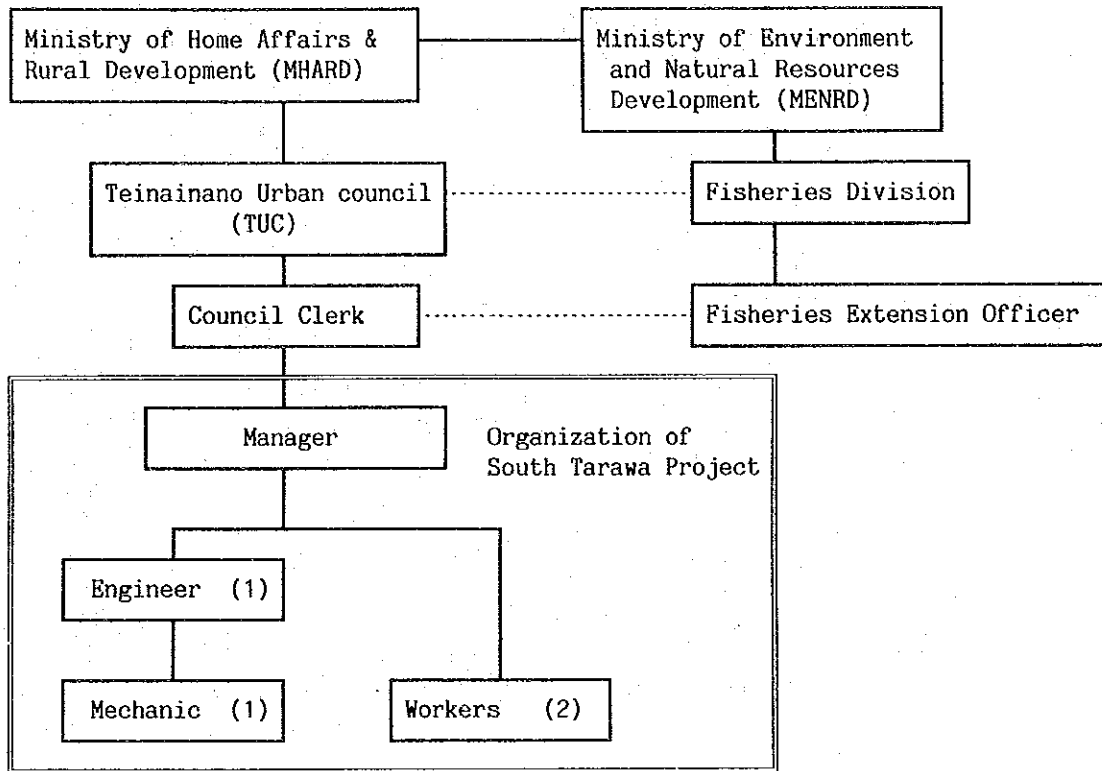 Ministry of Home Affairs &
Rural Development (MHARD)
Ministry of Environment
and Natural Resources
Development (MENRD)
Teinainano Urban council
(TUC)
Fisheries Division
Council Clerk
Fisheries Extension Officer
Manager
Organization of
South Tarawa Project
Engineer (1)
Mechanic (1)
Workers (2)